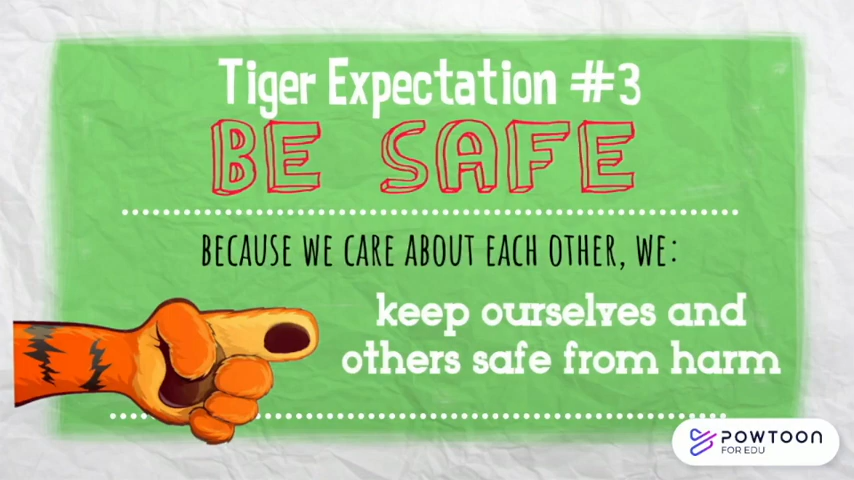 Tiger Expectation #3
BE SAFE
BECAUSE WE CARE ABOUT EACH OTHER, WE:
keep ourselves and
others safe from harm
POWTOON
FOR EDU